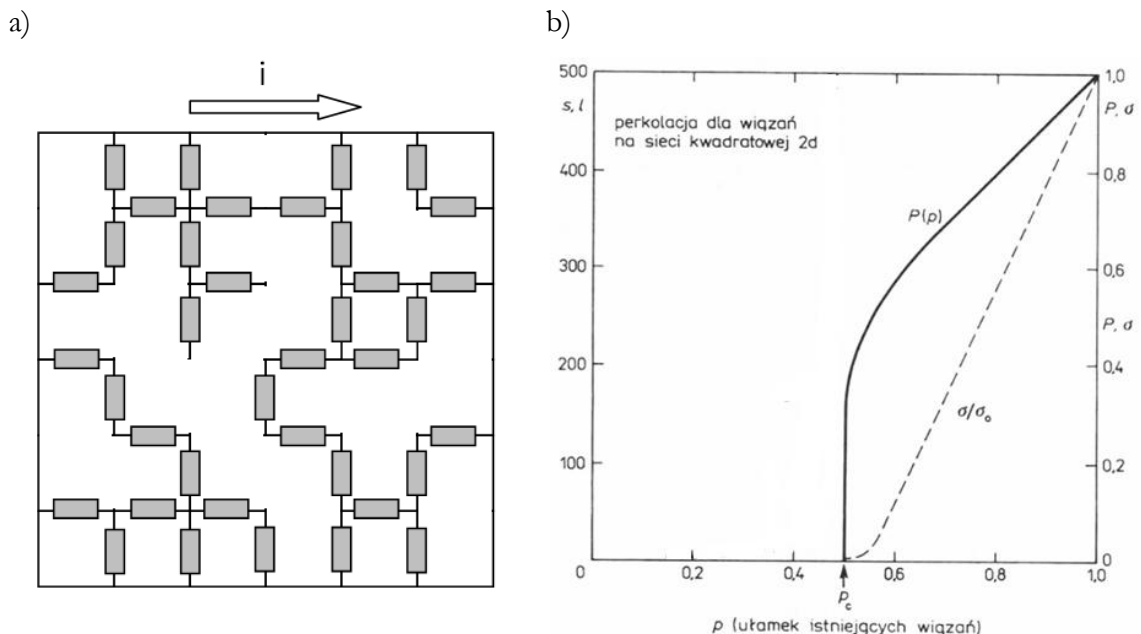 a)
b)
i
500
s, l
400
300
200
100
0
perkolacja dla wiązań
na sieci kwadratowej 2d
P(p)
σ/σ₀
1,0
P, σ
0,8
0,6
P, σ
0,4
0,2
0
0,2
0,4
0,6
0,8
1,0
Pc
p (ułamek istniejących wiązań)